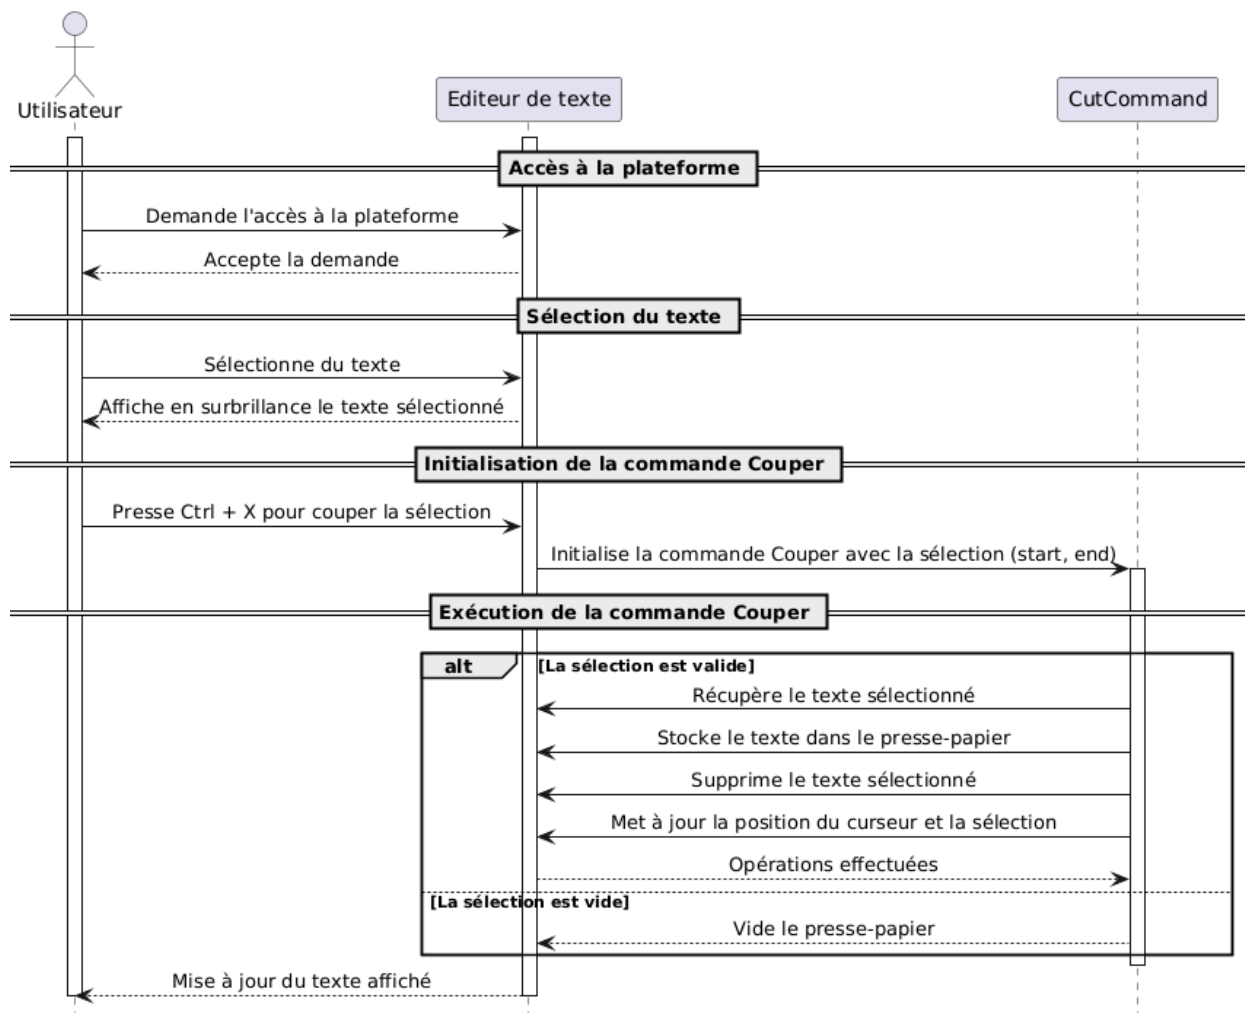 Utilisateur
Editeur de texte
CutCommand
Accès à la plateforme
Demande l'accès à la plateforme
Accepte la demande
Sélection du texte
Sélectionne du texte
Affiche en surbrillance le texte sélectionné
Initialisation de la commande Couper
Presse Ctrl + X pour couper la sélection
Initialise la commande Couper avec la sélection (start, end)
Exécution de la commande Couper
alt
[La sélection est valide]
Récupère le texte sélectionné
Stocke le texte dans le presse-papier
Supprime le texte sélectionné
Met à jour la position du curseur et la sélection
Opérations effectuées
[La sélection est vide]
Vide le presse-papier
Mise à jour du texte affiché